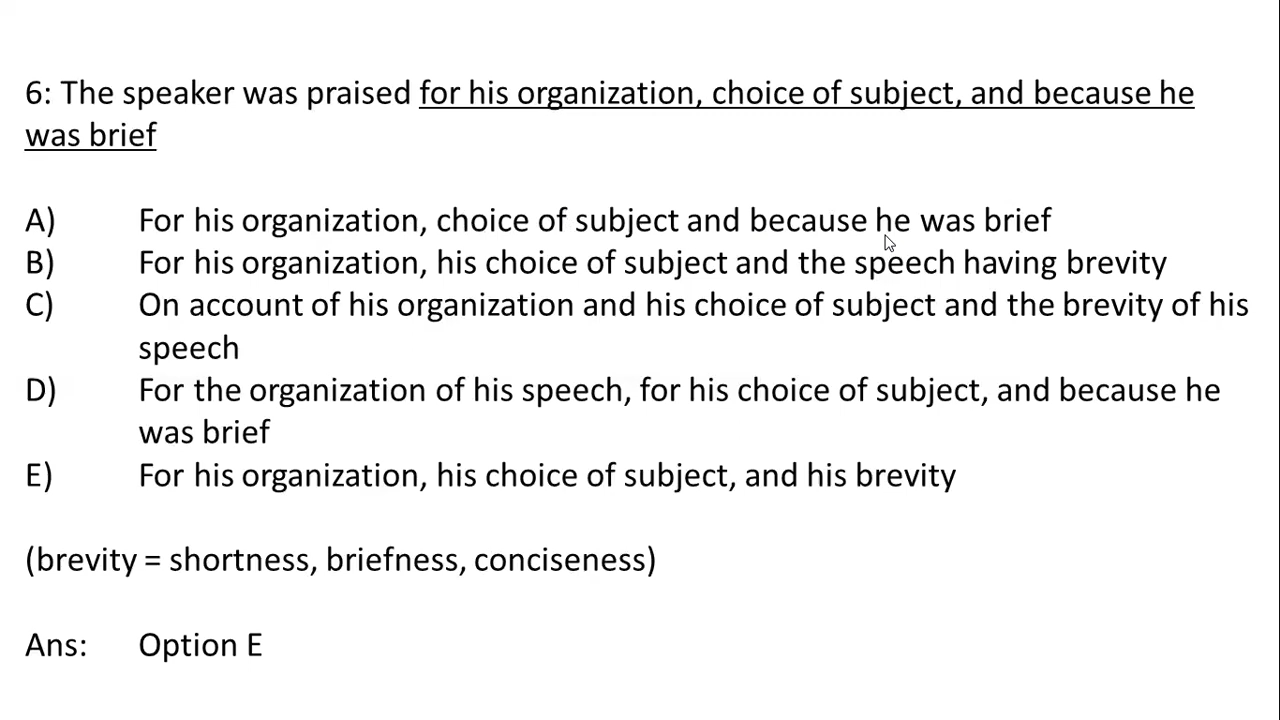 6: The speaker was praised for his organization, choice of subject, and because he
was brief
A) For his organization, choice of subject and because he was brief
B) For his organization, his choice of subject and the speech having brevity
C) On account of his organization and his choice of subject and the brevity of his
speech
D) For the organization of his speech, for his choice of subject, and because he
was brief
E) For his organization, his choice of subject, and his brevity
(brevity = shortness, briefness, conciseness)
Ans: Option E